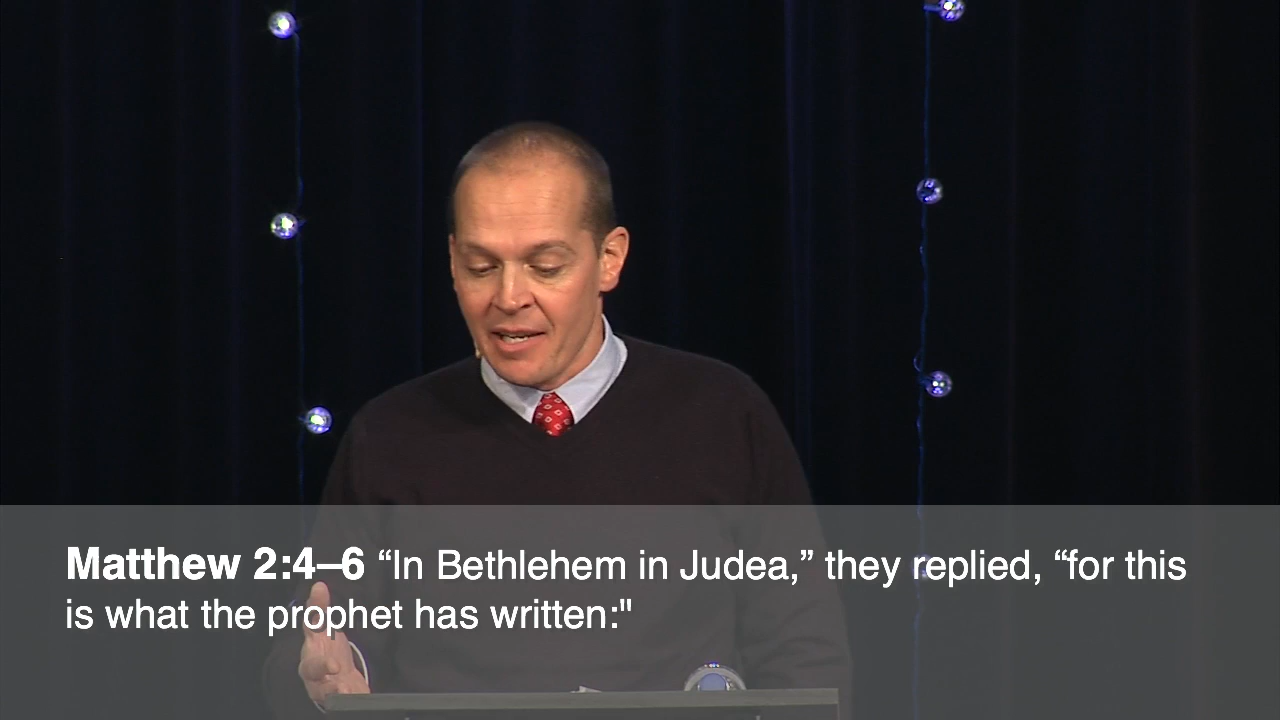 Matthew 2:4–6 “In Bethlehem in Judea,” they replied, “for this
is what the prophet has written:"